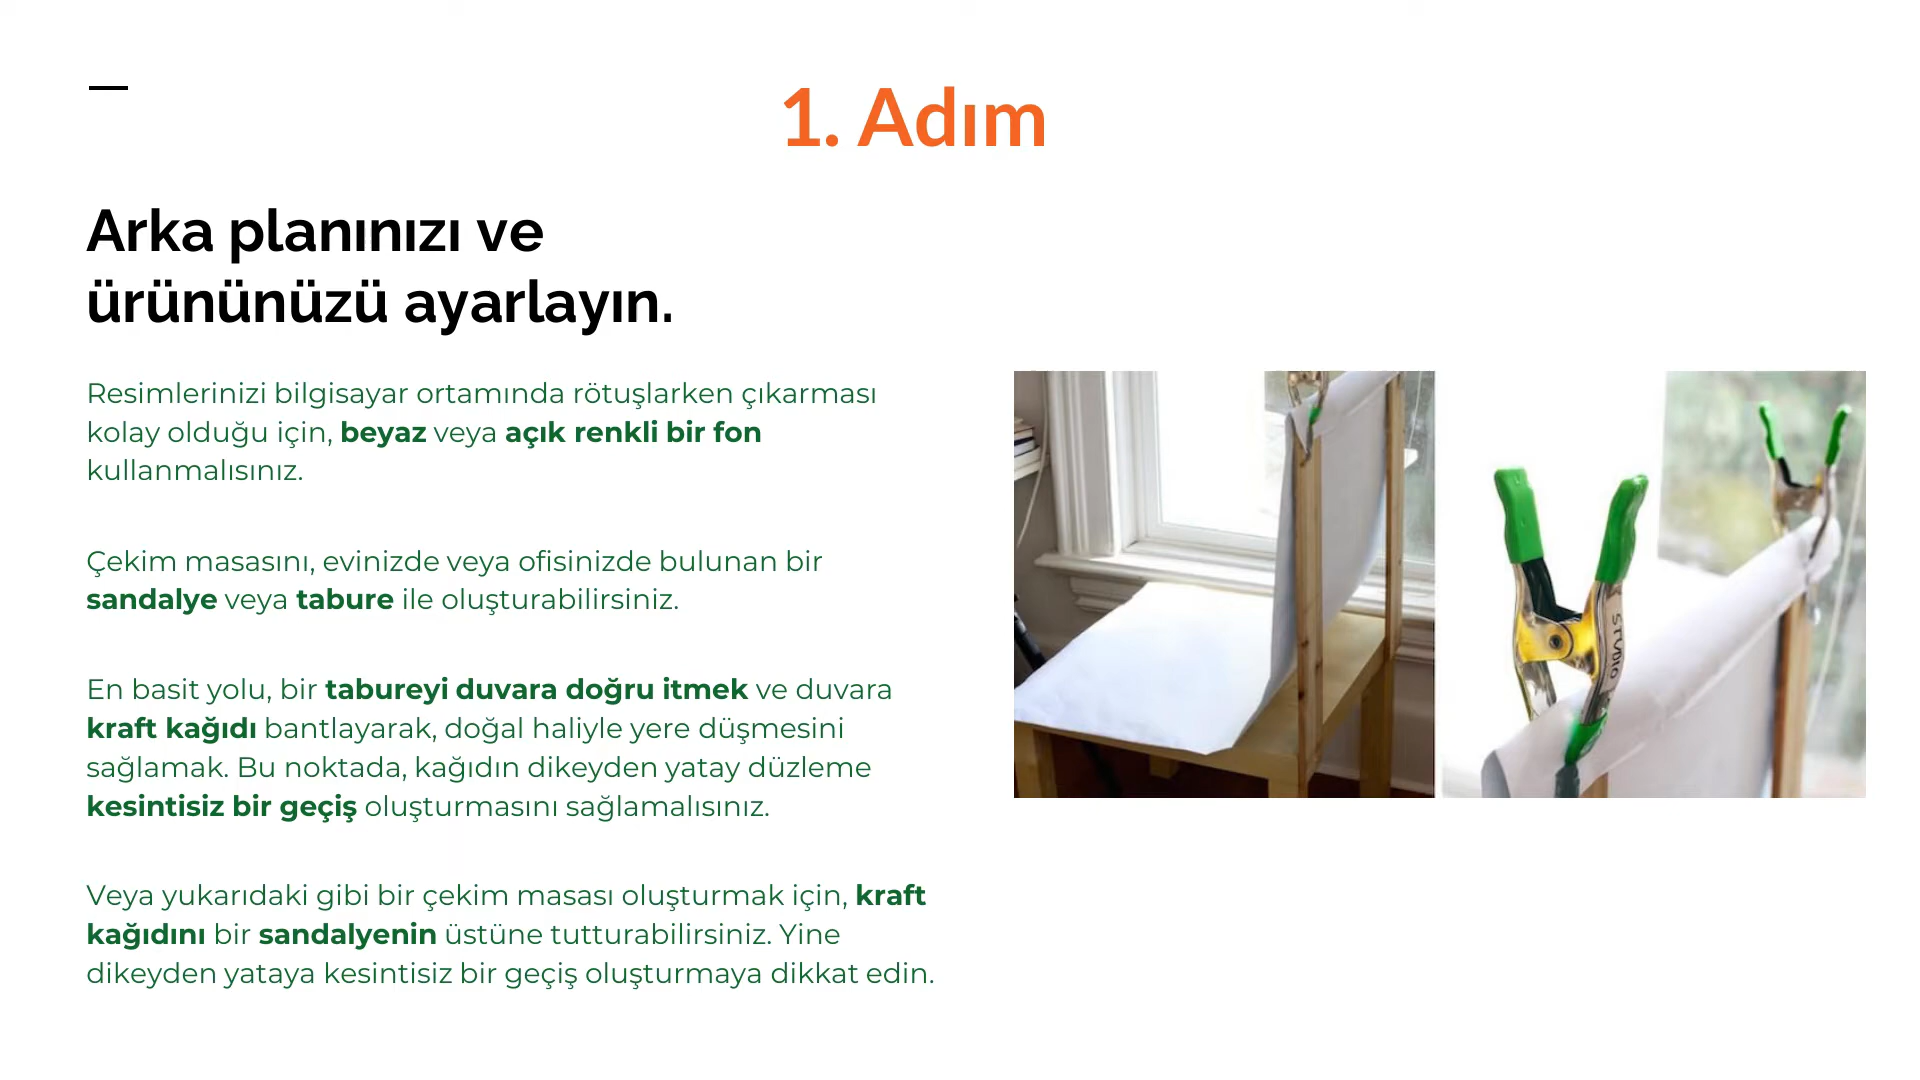 1. Adım
Arka planınızı ve
ürününüzü ayarlayın.
Resimlerinizi bilgisayar ortamında rötuşlarken çıkarması
kolay olduğu için, beyaz veya açık renkli bir fon
kullanmalısınız.
Çekim masasını, evinizde veya ofisinizde bulunan bir
sandalye veya tabure ile oluşturabilirsiniz.
En basit yolu, bir tabureyi duvara doğru itmek ve duvara
kraft kağıdı bantlayarak, doğal haliyle yere düşmesini
sağlamak. Bu noktada, kağıdın dikeyden yatay düzleme
kesintisiz bir geçiş oluşturmasını sağlamalısınız.
Veya yukarıdaki gibi bir çekim masası oluşturmak için, kraft
kağıdını bir sandalyenin üstüne tutturabilirsiniz. Yine
dikeyden yataya kesintisiz bir geçiş oluşturmaya dikkat edin.
STUDIO